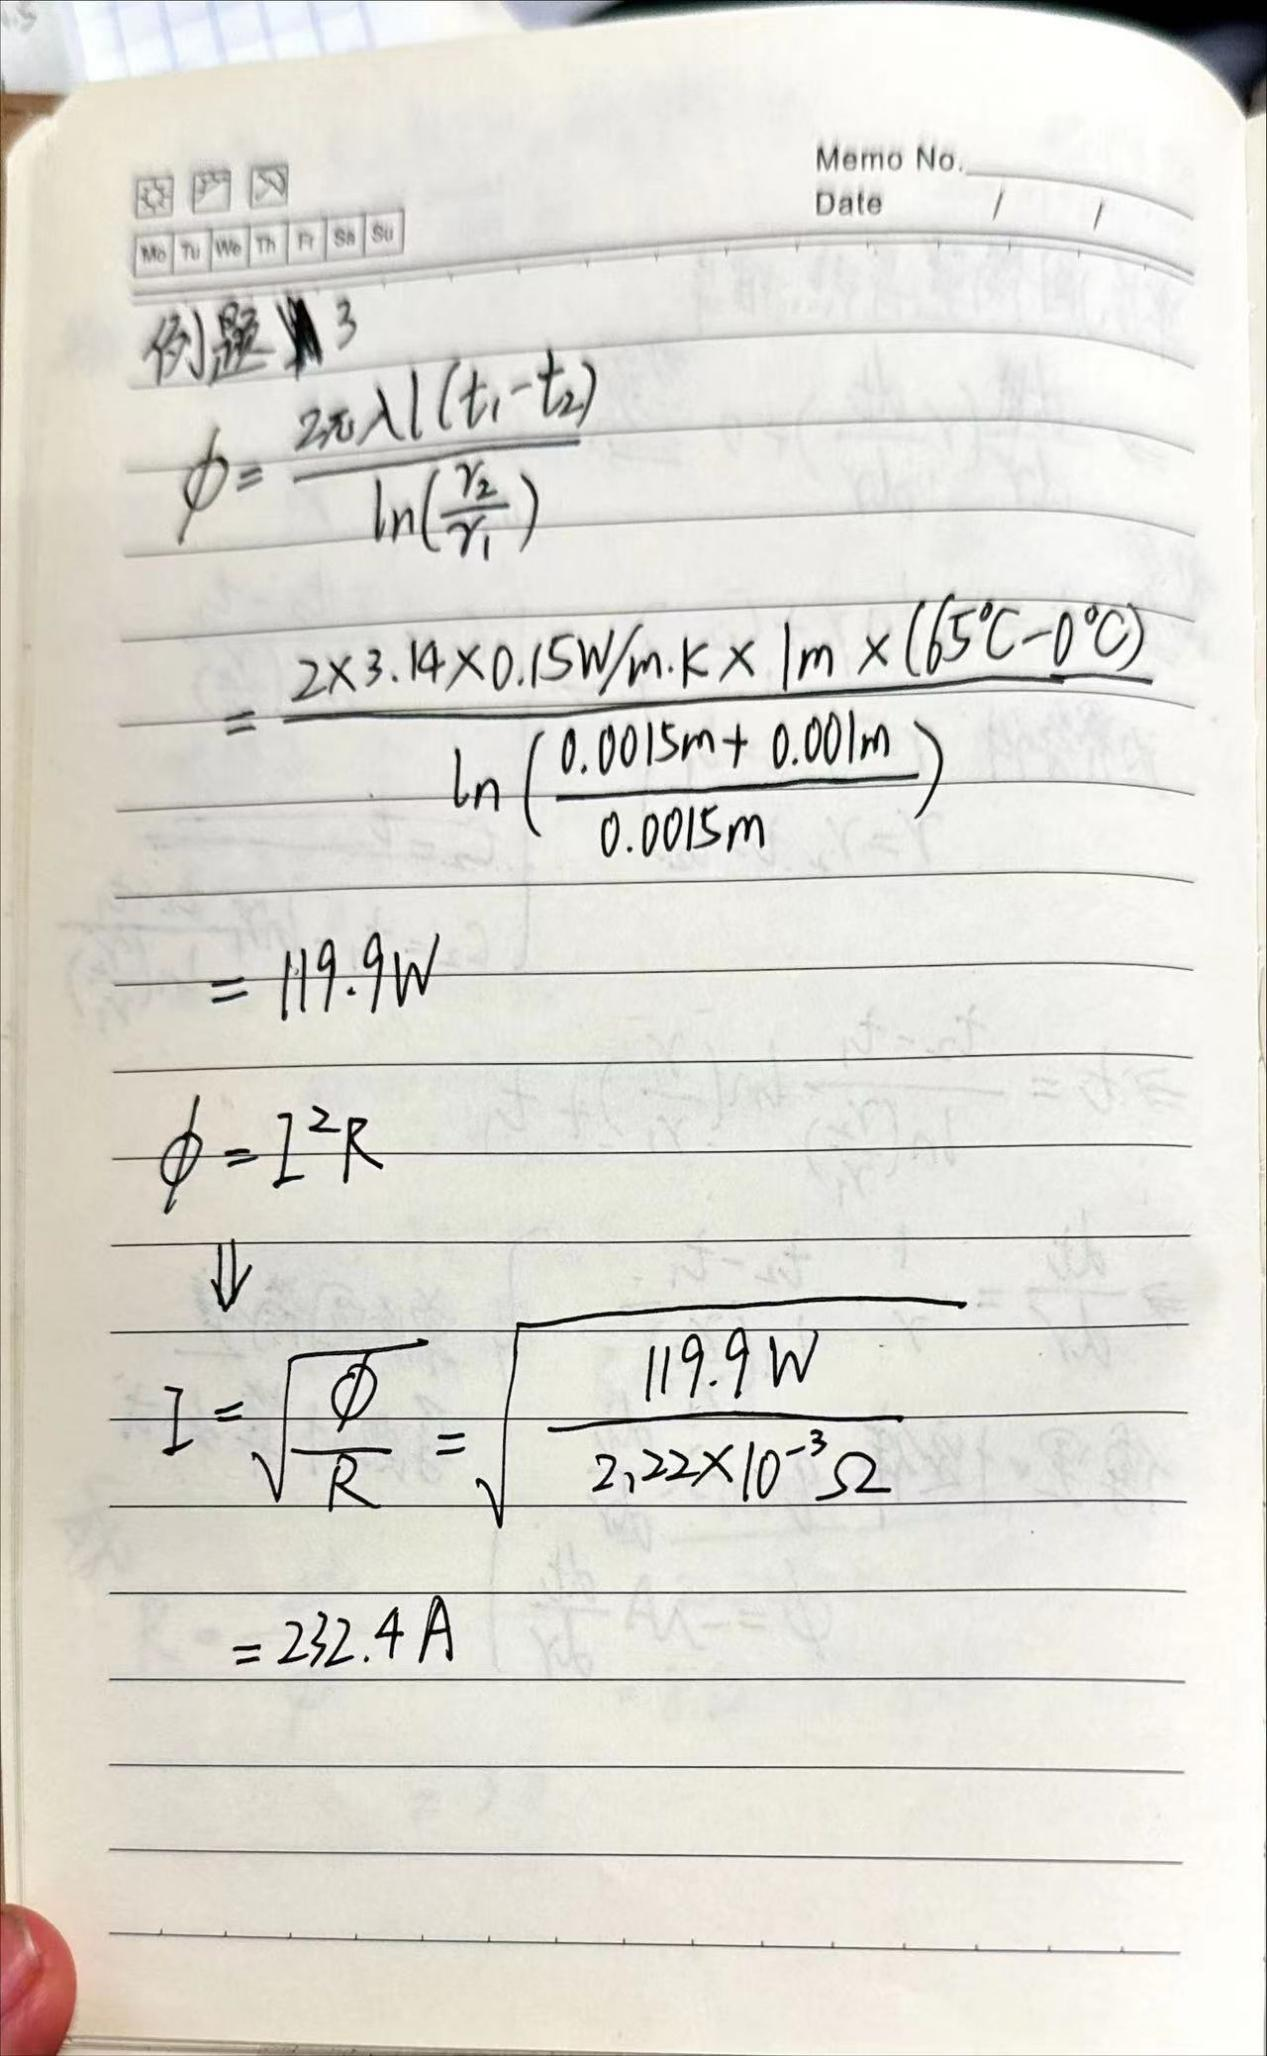 Memo No.
Date / /
Mo Tu We Th Fr Sa Su
例题 3
ϕ = 2πλl(t₁-t₂) / ln(r₂/r₁)
= 2×3.14×0.15W/m.K × 1m × (65℃-0℃) / ln(0.0015m + 0.001m / 0.0015m)
= 119.9W
ϕ = I²R
⇓
I = √(ϕ/R) = √(119.9W / 2.22×10⁻³Ω)
= 232.4A